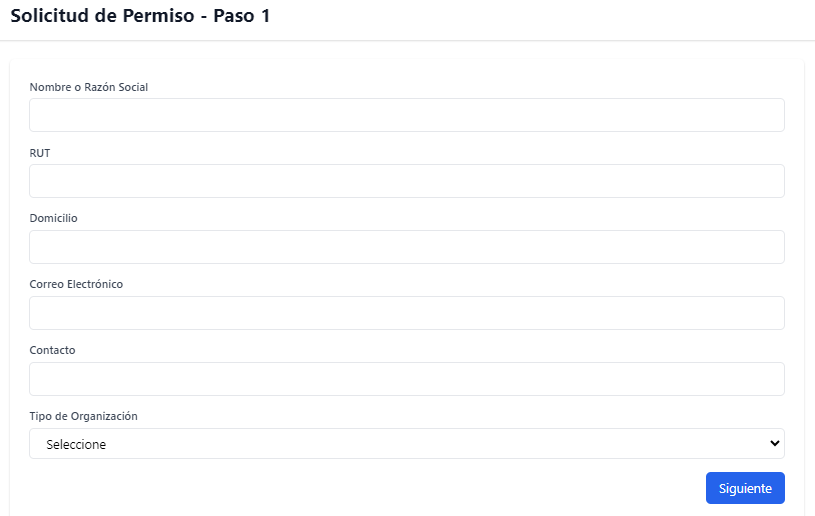 Solicitud de Permiso - Paso 1
Nombre o Razón Social
RUT
Domicilio
Correo Electrónico
Contacto
Tipo de Organización
Seleccione
Siguiente